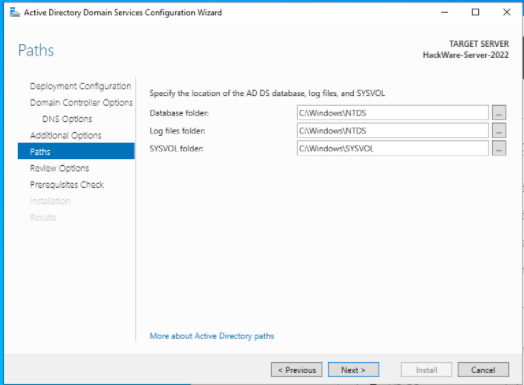 Active Directory Domain Services Configuration Wizard
Paths
TARGET SERVER
HackWare-Server-2022
Deployment Configuration
Domain Controller Options
DNS Options
Additional Options
Paths
Review Options
Prerequisites Check
Installation
Results
Specify the location of the AD DS database, log files, and SYSVOL
Database folder: C:\Windows\NTDS ...
Log files folder: C:\Windows\NTDS ...
SYSVOL folder: C:\Windows\SYSVOL ...
More about Active Directory paths
< Previous Next > Install Cancel